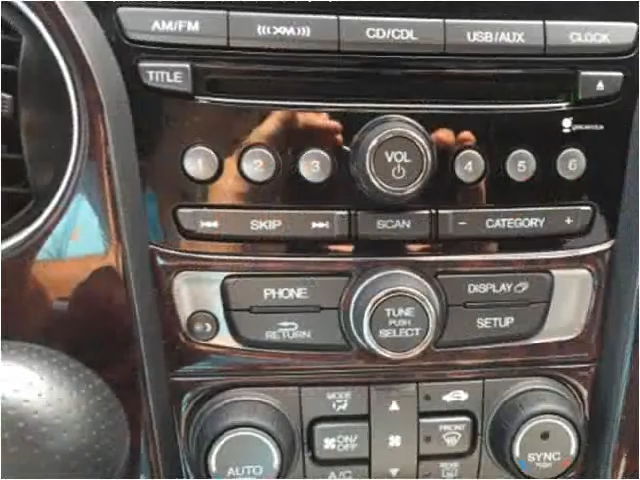 AM/FM XM CD/CDL USB/AUX CLOCK
TITLE
1 2 3 VOL 4 5 6
SKIP SCAN − CATEGORY +
PHONE TUNE DISPLAY
RETURN PUSH SETUP
SELECT
MODE
ON/OFF FRONT
AUTO A/C REAR SYNC
PUSH